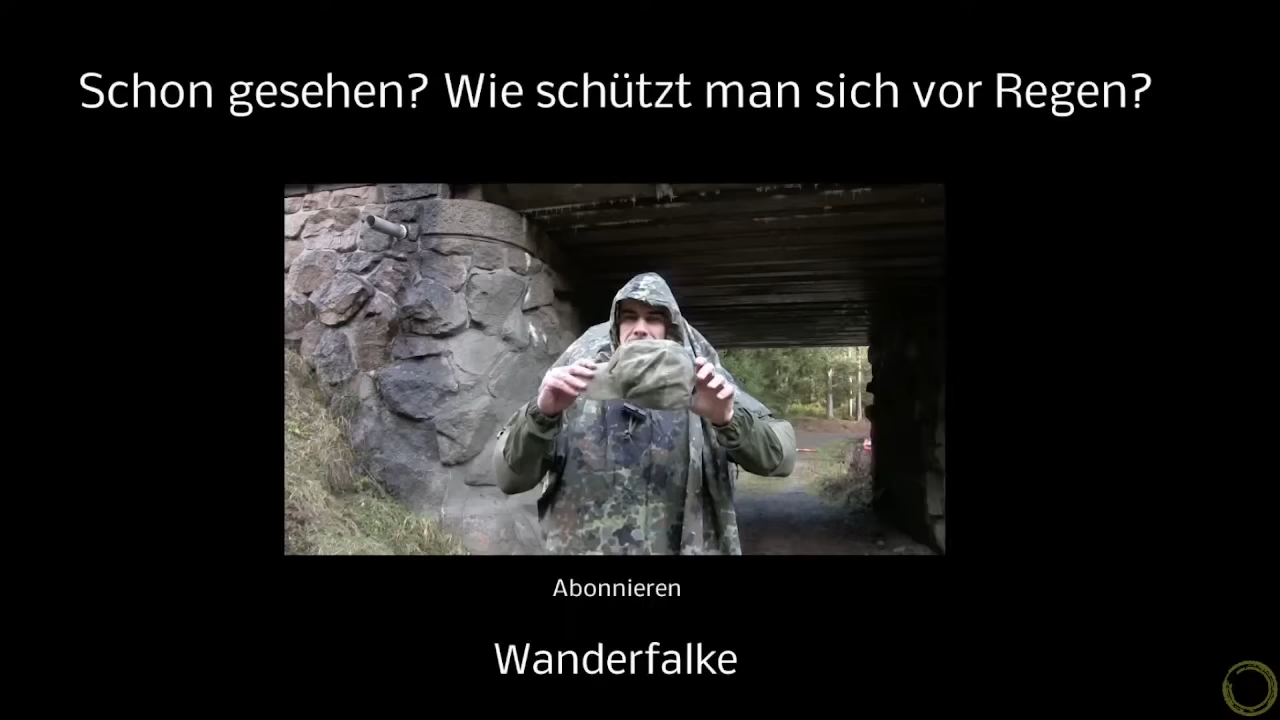 Schon gesehen? Wie schützt man sich vor Regen?
Abonnieren
Wanderfalke